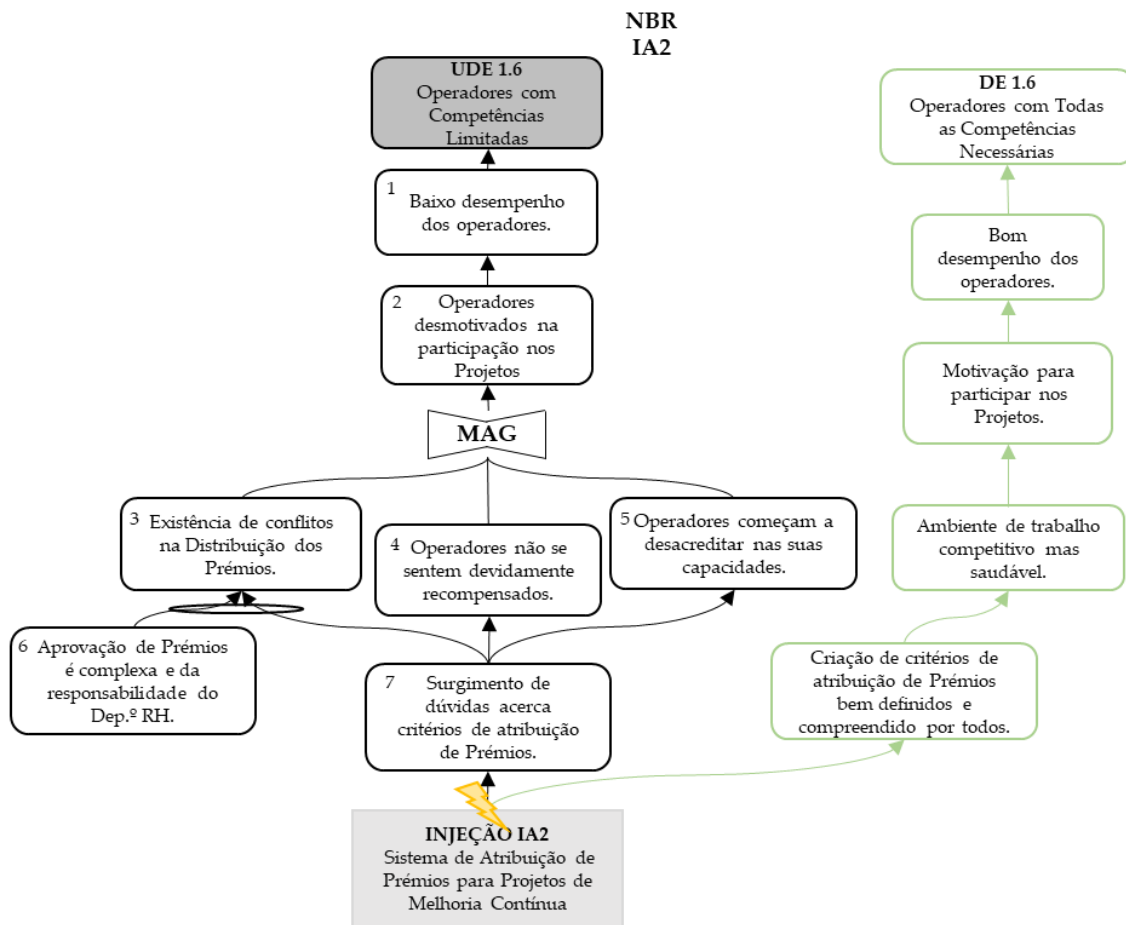 NBR
IA2
UDE 1.6
Operadores com
Competências
Limitadas
DE 1.6
Operadores com Todas
as Competências
Necessárias
1
Baixo desempenho
dos operadores.
Bom
desempenho dos
operadores.
2
Operadores
desmotivados na
participação nos
Projetos
Motivação para
participar nos
Projetos.
MAG
3
Existência de conflitos
na Distribuição dos
Prémios.
4
Operadores não se
sentem devidamente
recompensados.
5
Operadores começam a
desacreditar nas suas
capacidades.
Ambiente de trabalho
competitivo mas
saudável.
6
Aprovação de Prémios
é complexa e da
responsabilidade do
Dep.º RH.
7
Surgimento de
dúvidas acerca
critérios de atribuição
de Prémios.
Criação de critérios de
atribuição de Prémios
bem definidos e
compreendido por todos.
INJEÇÃO IA2
Sistema de Atribuição de
Prémios para Projetos de
Melhoria Contínua